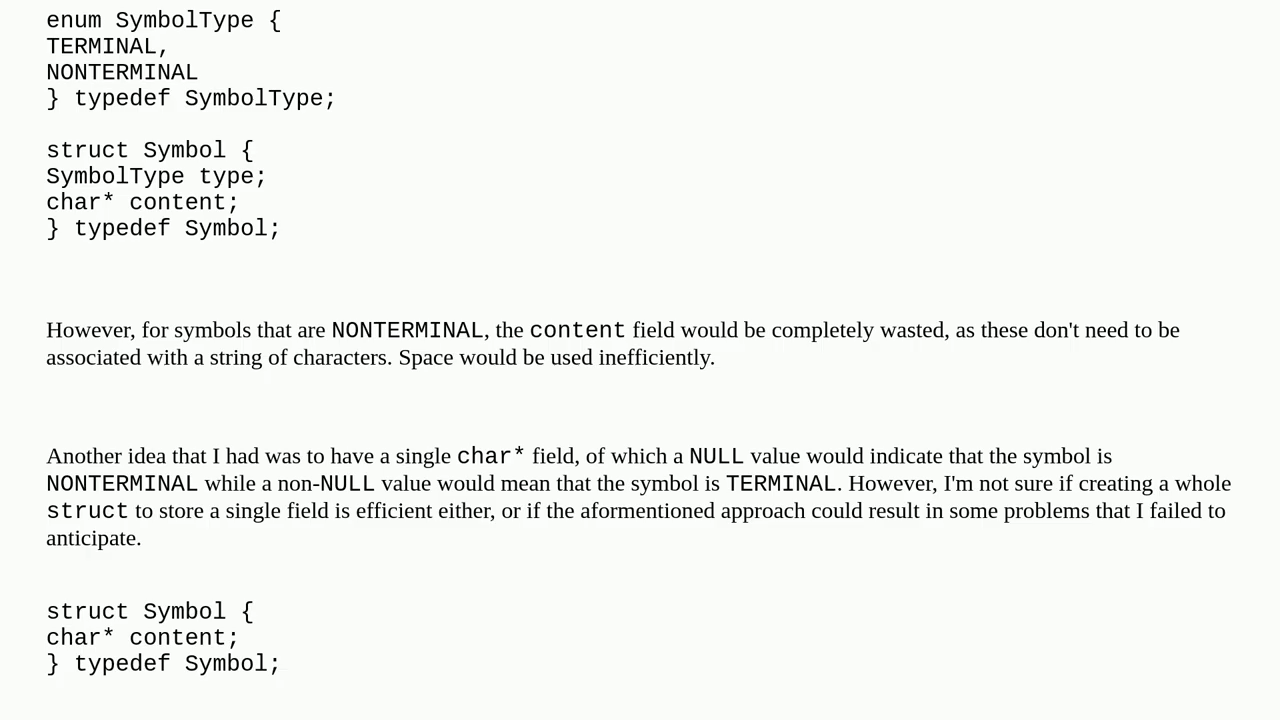 enum SymbolType {
TERMINAL,
NONTERMINAL
} typedef SymbolType;
struct Symbol {
SymbolType type;
char* content;
} typedef Symbol;
However, for symbols that are NONTERMINAL, the content field would be completely wasted, as these don't need to be
associated with a string of characters. Space would be used inefficiently.
Another idea that I had was to have a single char* field, of which a NULL value would indicate that the symbol is
NONTERMINAL while a non-NULL value would mean that the symbol is TERMINAL. However, I'm not sure if creating a whole
struct to store a single field is efficient either, or if the aformentioned approach could result in some problems that I failed to
anticipate.
struct Symbol {
char* content;
} typedef Symbol;